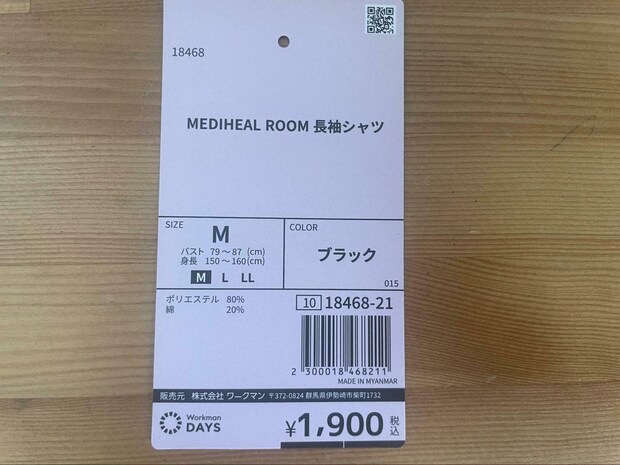 18468
MEDIHEAL ROOM 長袖シャツ
SIZE
M
バスト 79～87 (cm)
身長 150～160(cm)
M L LL
COLOR
ブラック
015
ポリエステル 80%
綿 20%
10 18468-21
2 300018 468211
MADE IN MYANMAR
販売元 株式会社 ワークマン 〒372-0824 群馬県伊勢崎市柴町1732
Workman
DAYS
¥1,900 税込